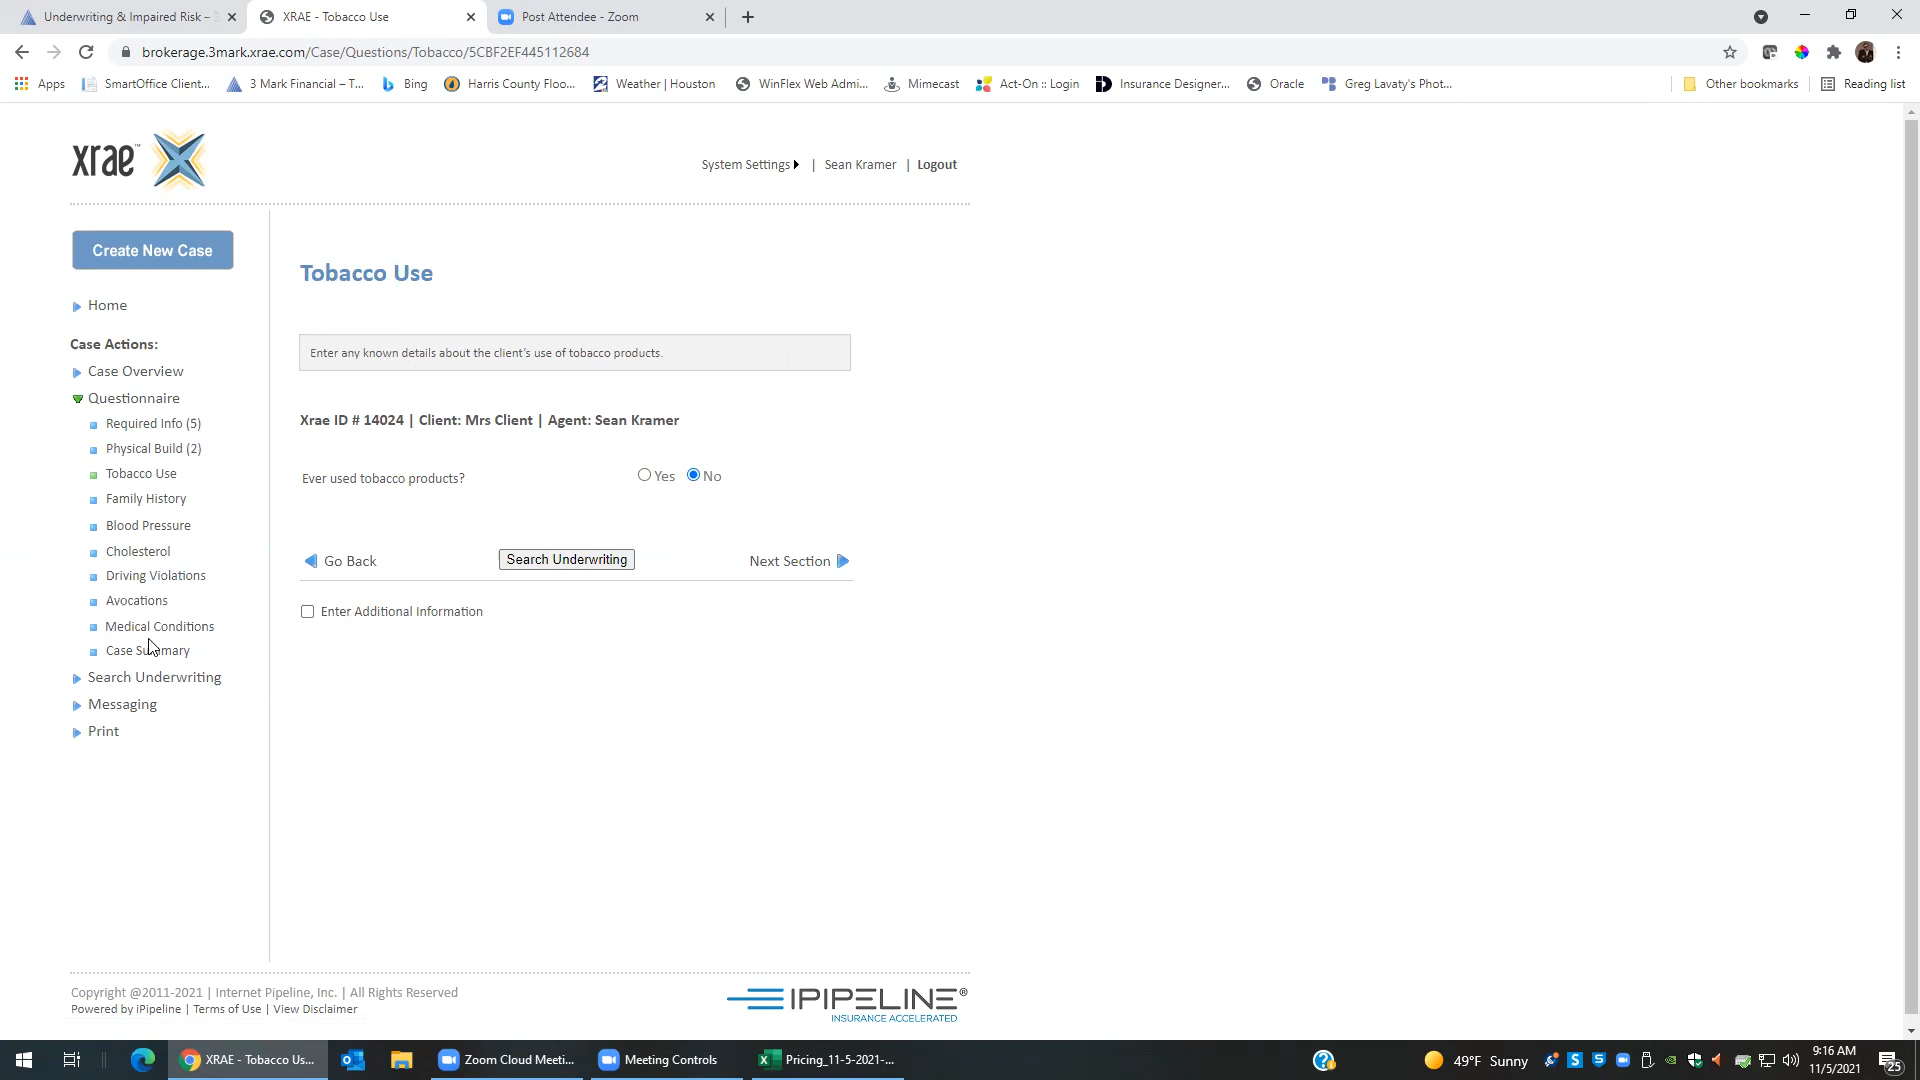 Underwriting & Impaired Risk –
XRAE - Tobacco Use
Post Attendee - Zoom
brokerage.3mark.xrae.com/Case/Questions/Tobacco/5CBF2EF445112684
Apps
SmartOffice Client...
3 Mark Financial – T...
Bing
Harris County Floo...
Weather | Houston
WinFlex Web Admi...
Mimecast
Act-On :: Login
Insurance Designer...
Oracle
Greg Lavaty's Phot...
Other bookmarks
Reading list
xrae™
System Settings | Sean Kramer | Logout
Create New Case
Home
Case Actions:
Case Overview
Questionnaire
Required Info (5)
Physical Build (2)
Tobacco Use
Family History
Blood Pressure
Cholesterol
Driving Violations
Avocations
Medical Conditions
Case Summary
Search Underwriting
Messaging
Print
Tobacco Use
Enter any known details about the client's use of tobacco products.
Xrae ID # 14024 | Client: Mrs Client | Agent: Sean Kramer
Ever used tobacco products? Yes No
Go Back
Search Underwriting
Next Section
Enter Additional Information
Copyright @2011-2021 | Internet Pipeline, Inc. | All Rights Reserved
Powered by iPipeline | Terms of Use | View Disclaimer
IPIPELINE®
INSURANCE ACCELERATED
XRAE - Tobacco Us...
Zoom Cloud Meeti...
Meeting Controls
Pricing_11-5-2021-...
49°F Sunny
9:16 AM
11/5/2021
25